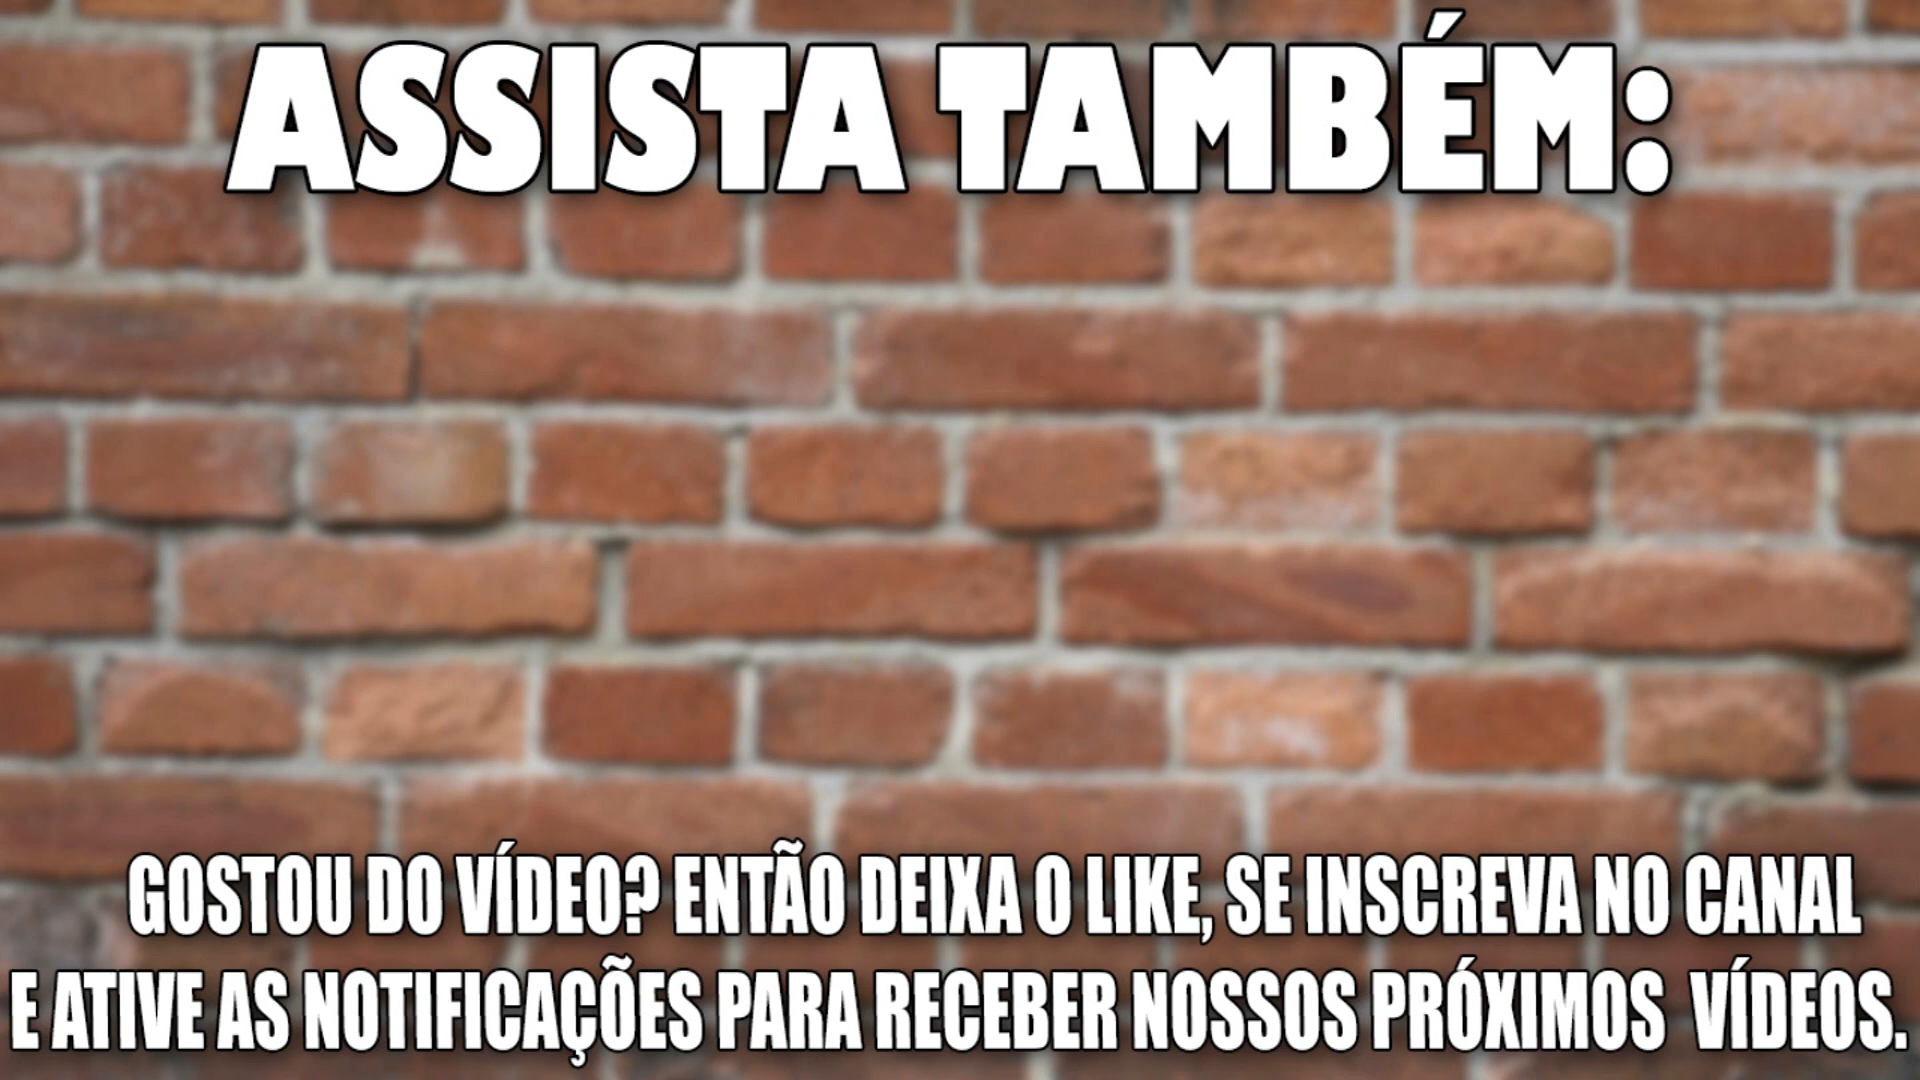 ASSISTA TAMBÉM:
GOSTOU DO VÍDEO? ENTÃO DEIXA O LIKE, SE INSCREVA NO CANAL
E ATIVE AS NOTIFICAÇÕES PARA RECEBER NOSSOS PRÓXIMOS VÍDEOS.